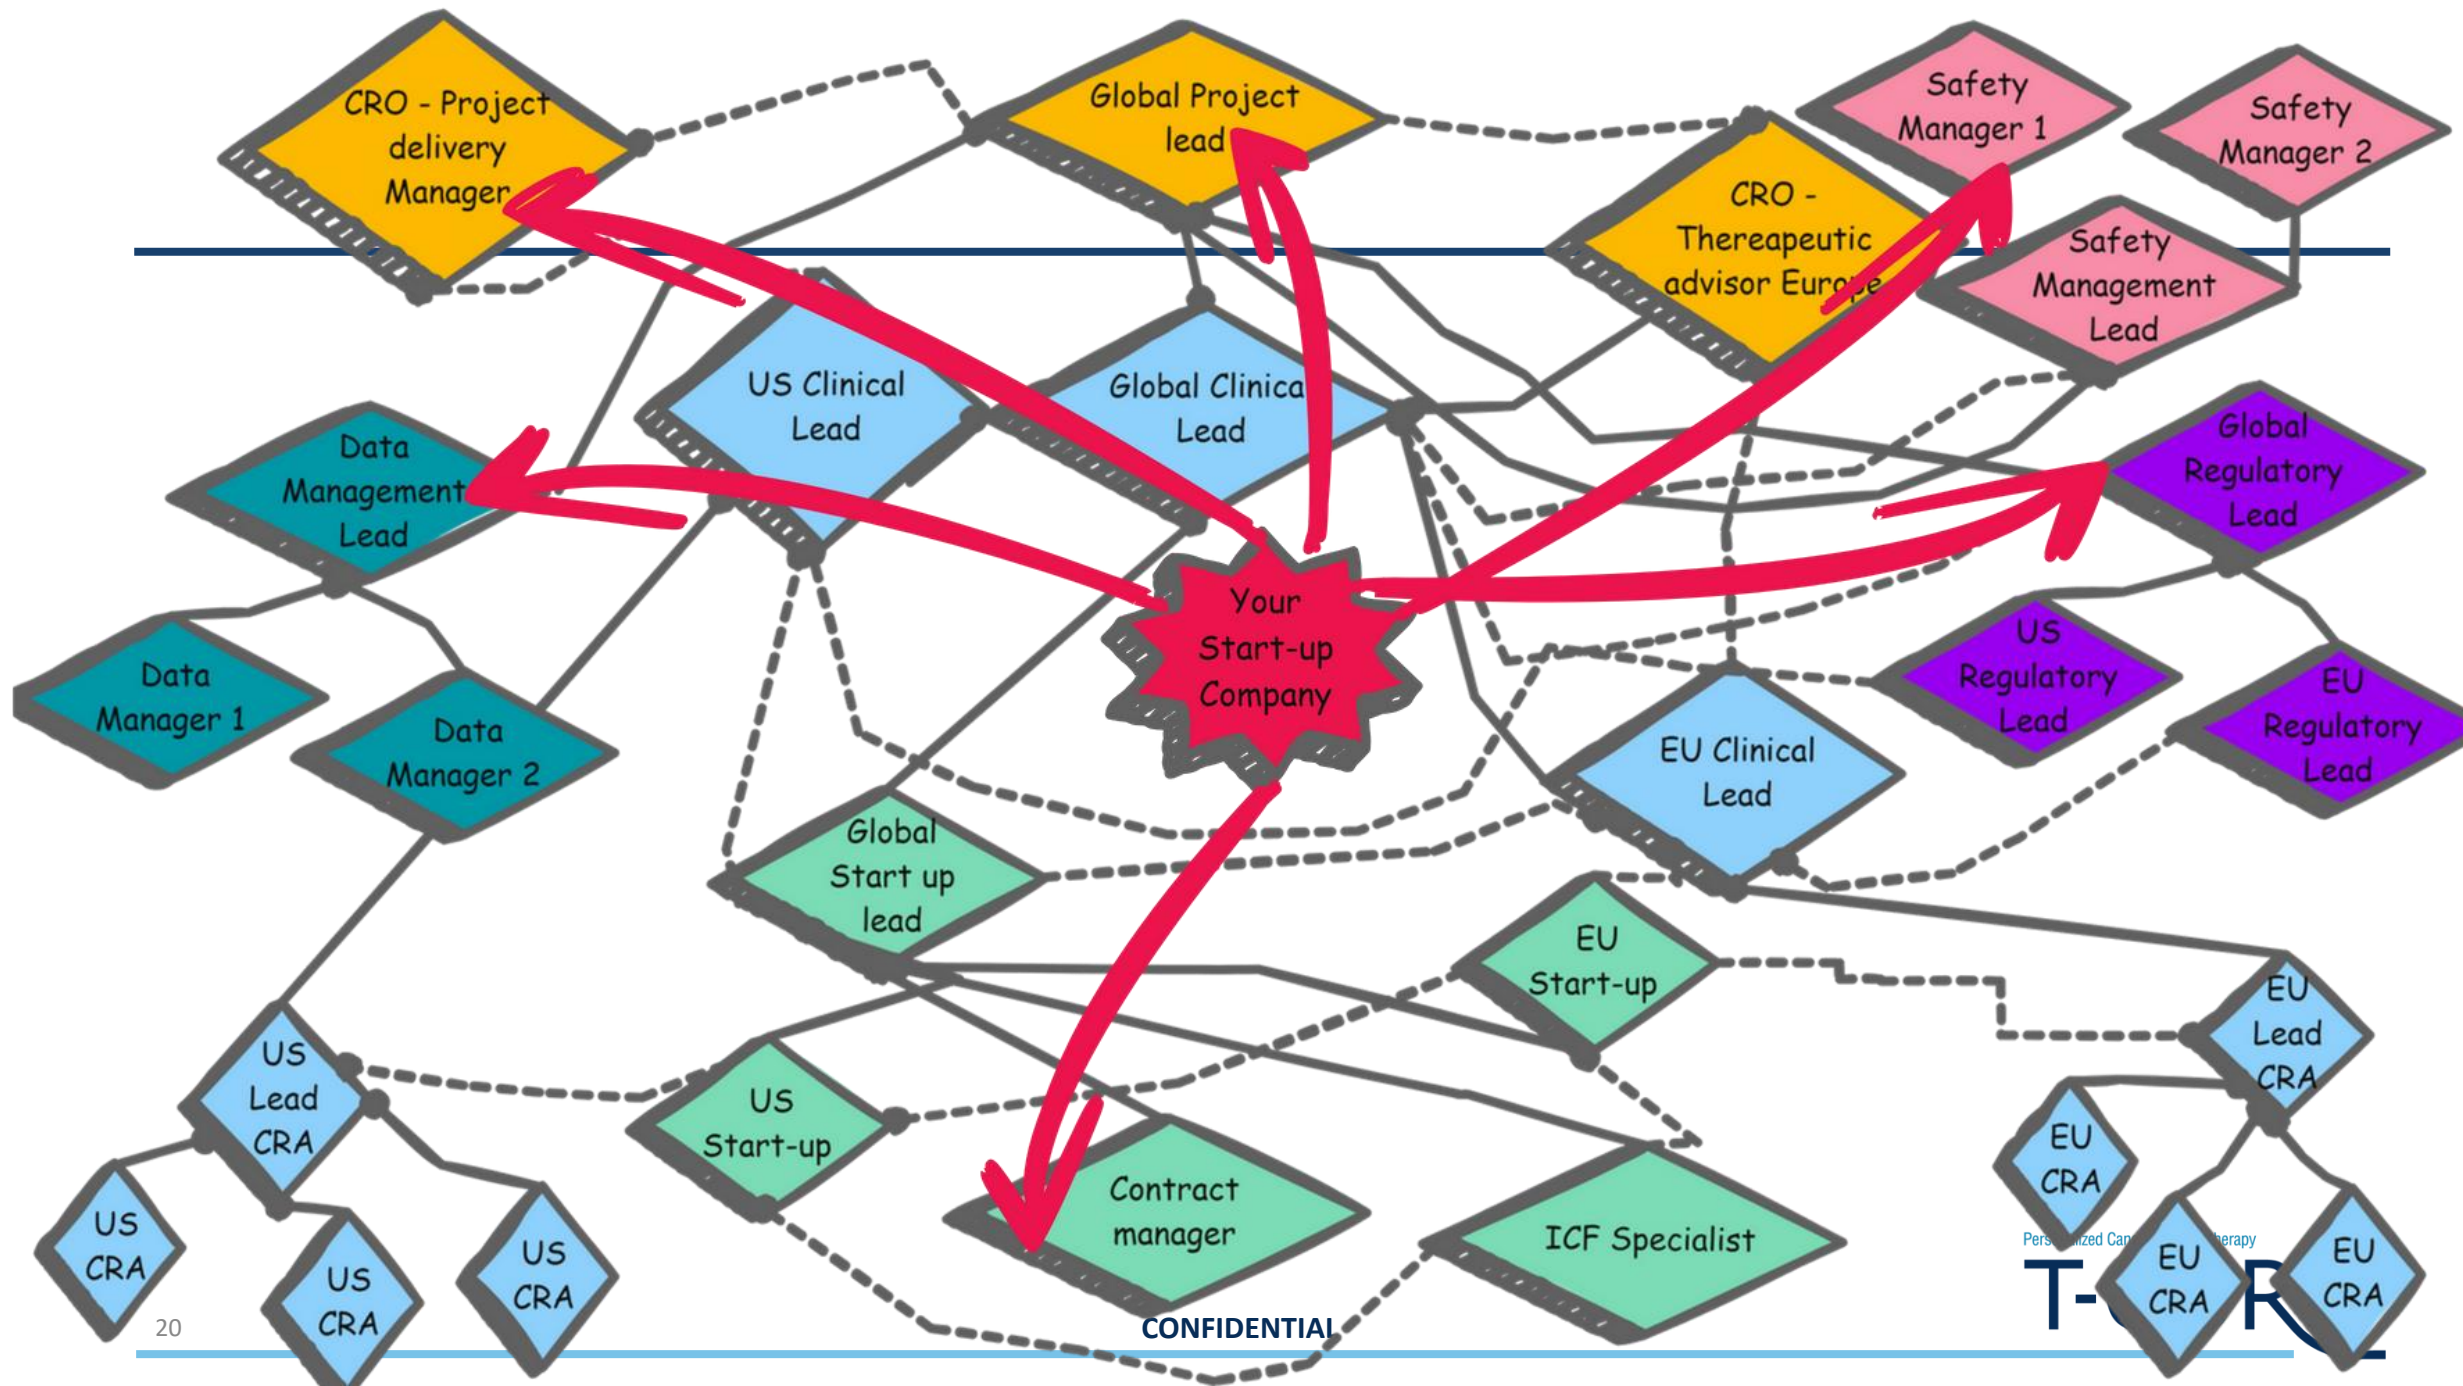 CRO - Project
delivery
Manager
Global Project
lead
Safety
Manager 1
Safety
Manager 2
CRO -
Thereapeutic
advisor Europe
Safety
Management
Lead
US Clinical
Lead
Global Clinica
Lead
Data
Management
Lead
Global
Regulatory
Lead
Your
Start-up
Company
Data
Manager 1
Data
Manager 2
US
Regulatory
Lead
EU
Regulatory
Lead
EU Clinical
Lead
Global
Start up
lead
EU
Start-up
EU
Lead
CRA
US
Lead
CRA
US
Start-up
Contract
manager
ICF Specialist
US
CRA
US
CRA
US
CRA
EU
CRA
EU
CRA
EU
CRA
20
CONFIDENTIAL